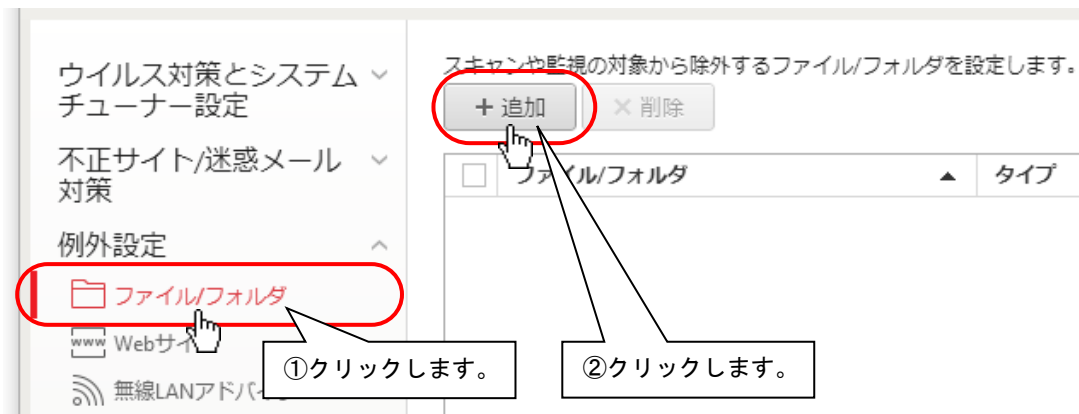 ウイルス対策とシステム
チューナー設定
不正サイト/迷惑メール
対策
例外設定
ファイル/フォルダ
www Webサイ
無線LANアドバイ
①クリックします。
スキャンや監視の対象から除外するファイル/フォルダを設定します。
+ 追加 × 削除
ファイル/フォルダ ▲ タイプ
②クリックします。